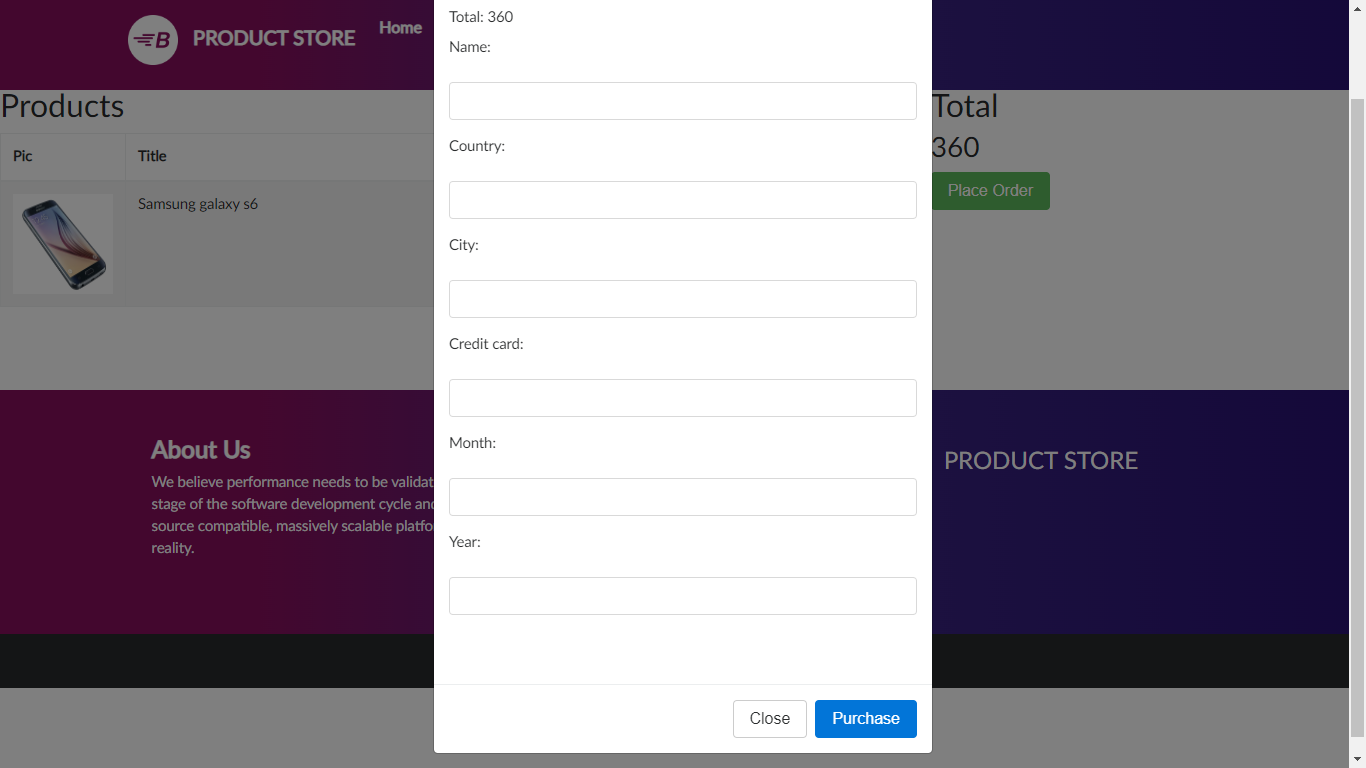 B PRODUCT STORE
Home
Products
Pic Title
Samsung galaxy s6
Total: 360
Name:
Country:
City:
Credit card:
Month:
Year:
Close Purchase
Total
360
Place Order
About Us
We believe performance needs to be validat
stage of the software development cycle and
source compatible, massively scalable platfo
reality.
PRODUCT STORE